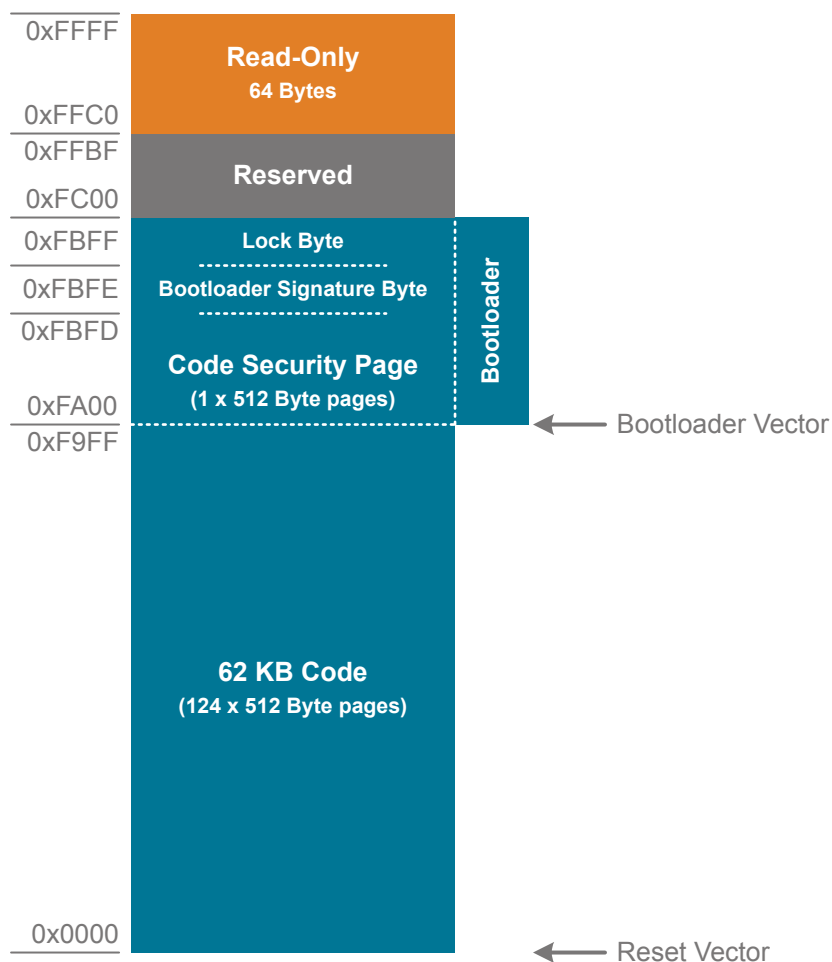 0xFFFF
Read-Only
64 Bytes
0xFFC0
0xFFBF
Reserved
0xFC00
0xFBFF
Lock Byte
0xFBFE
Bootloader Signature Byte
0xFBFD
Code Security Page
(1 x 512 Byte pages)
Bootloader
0xFA00
Bootloader Vector
0xF9FF
62 KB Code
(124 x 512 Byte pages)
0x0000
Reset Vector